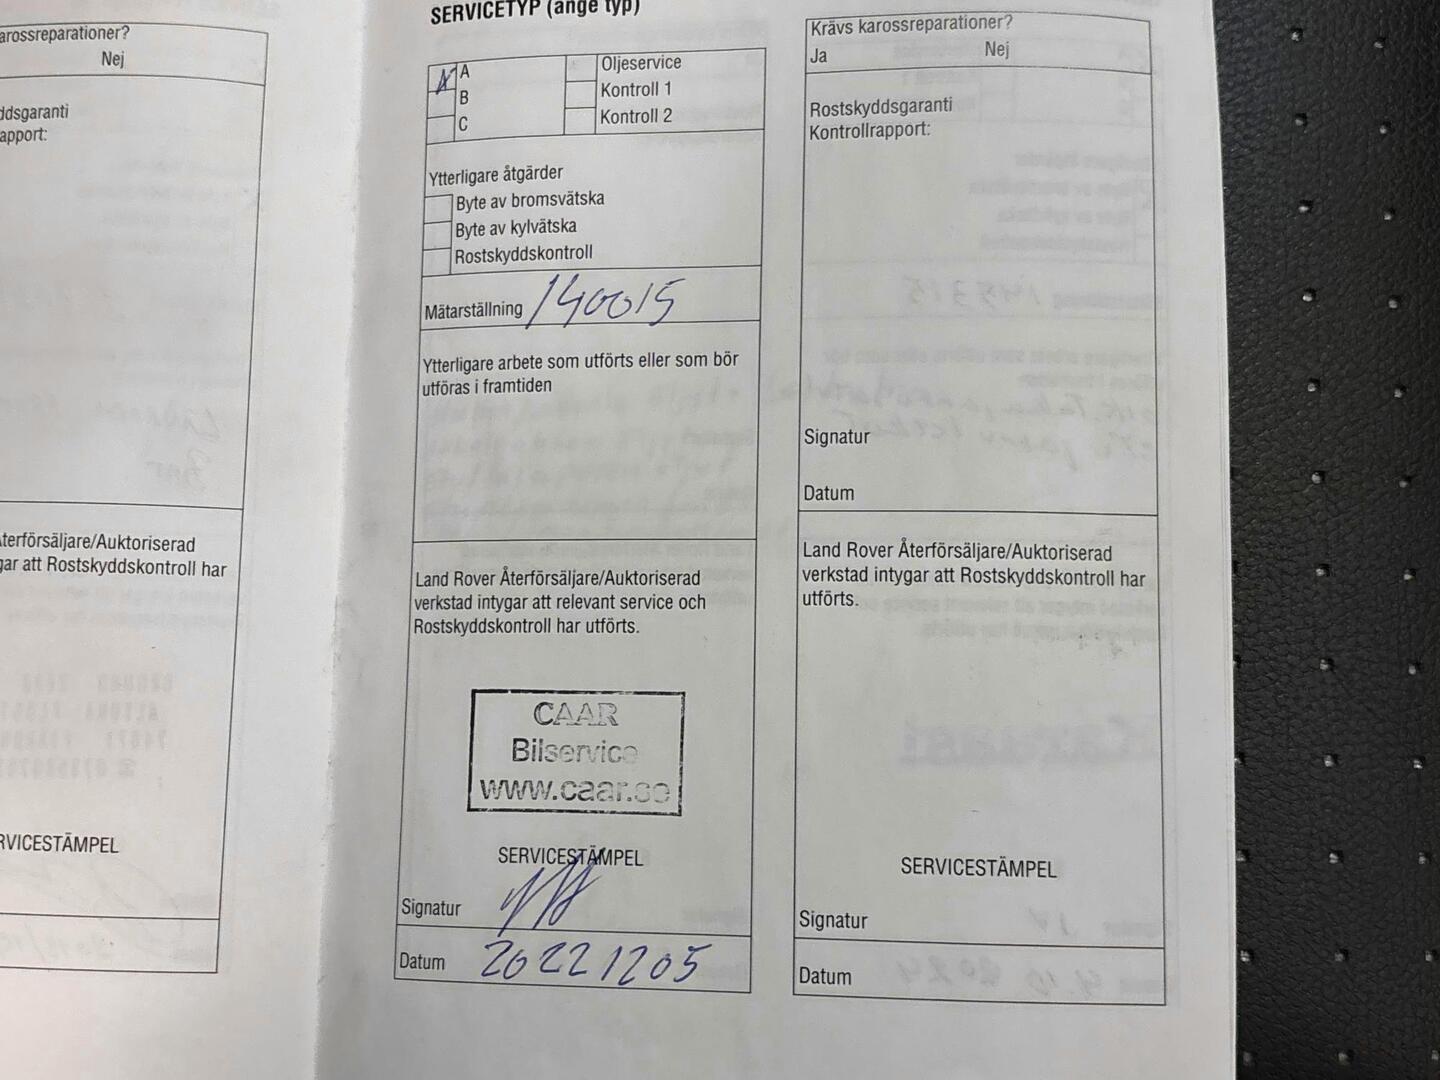 arossreparationer?
Nej
ddsgaranti
apport:
Återförsäljare/Auktoriserad
gar att Rostskyddskontroll har
RVICESTÄMPEL
SERVICETYP (ange typ)
A
B
C
Oljeservice
Kontroll 1
Kontroll 2
Ytterligare åtgärder
Byte av bromsvätska
Byte av kylvätska
Rostskyddskontroll
Mätarställning 140015
Ytterligare arbete som utförts eller som bör
utföras i framtiden
Land Rover Återförsäljare/Auktoriserad
verkstad intygar att relevant service och
Rostskyddskontroll har utförts.
CAAR
Bilservice
www.caar.se
SERVICESTÄMPEL
Signatur
Datum 20221205
Krävs karossreparationer?
Ja Nej
Rostskyddsgaranti
Kontrollrapport:
Signatur
Datum
Land Rover Återförsäljare/Auktoriserad
verkstad intygar att Rostskyddskontroll har
utförts.
SERVICESTÄMPEL
Signatur
Datum